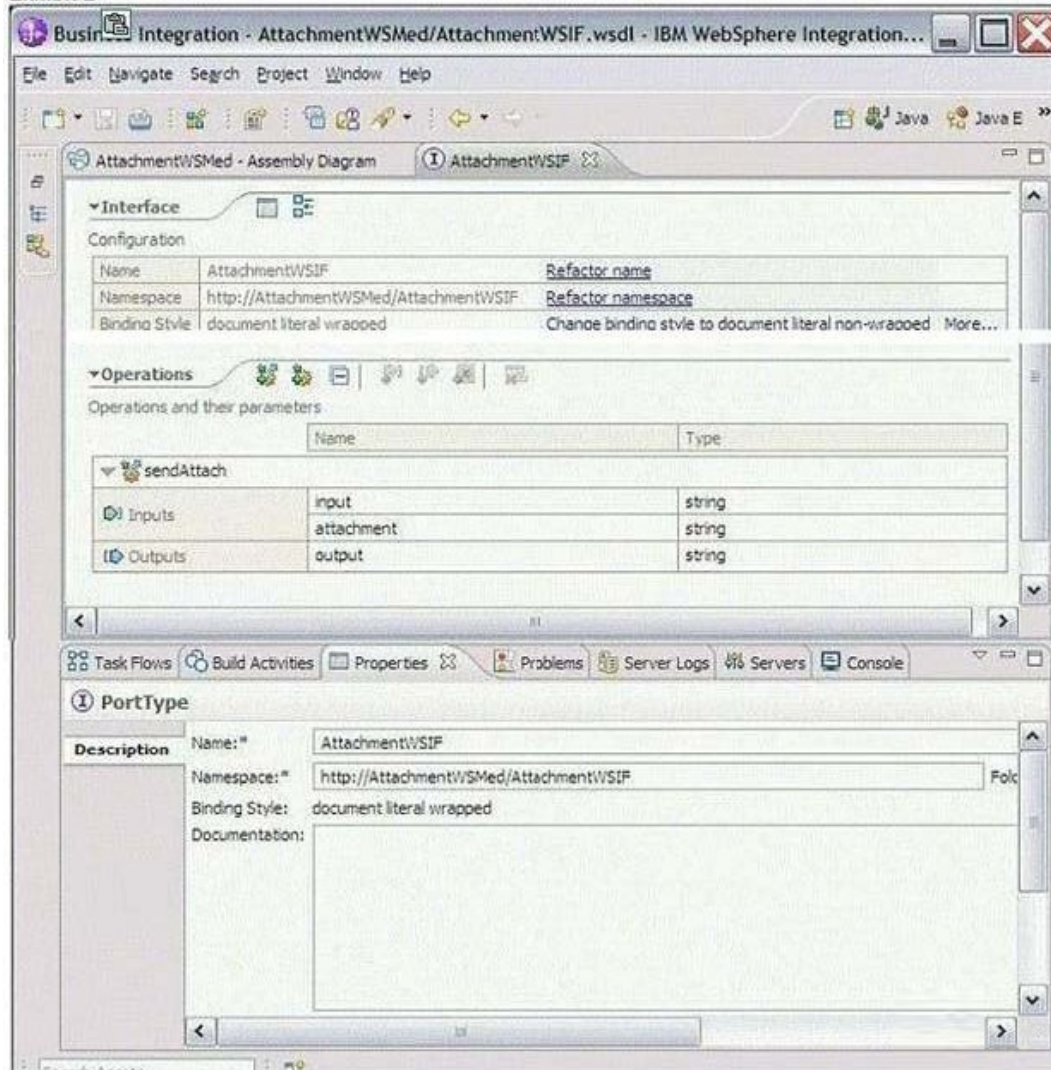 Business Integration - AttachmentWSMed/AttachmentWSIF.wsdl - IBM WebSphere Integration...
File Edit Navigate Search Project Window Help
Java Java E »
AttachmentWSMed - Assembly Diagram AttachmentWSIF
Interface
Configuration
Name AttachmentWSIF Refactor name
Namespace http://AttachmentWSMed/AttachmentWSIF Refactor namespace
Binding Style document literal wrapped Change binding style to document literal non-wrapped More...
Operations
Operations and their parameters
Name Type
sendAttach
Inputs input string
attachment string
Outputs output string
Task Flows Build Activities Properties Problems Server Logs Servers Console
PortType
Description Name:* AttachmentWSIF
Namespace:* http://AttachmentWSMed/AttachmentWSIF Fold
Binding Style: document literal wrapped
Documentation: